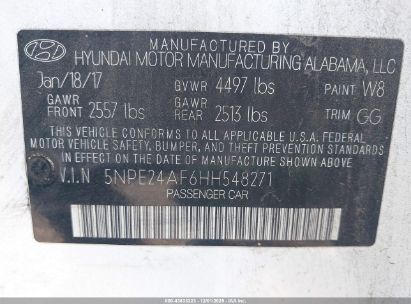 MANUFACTURED BY
HYUNDAI MOTOR MANUFACTURING ALABAMA, LLC
Jan/18/17 GVWR 4497 lbs PAINT W8
GAWR FRONT 2557 lbs GAWR REAR 2513 lbs TRIM GG
THIS VEHICLE CONFORMS TO ALL APPLICABLE U.S. FEDERAL
MOTOR VEHICLE SAFETY, BUMPER, AND THEFT PREVENTION STANDARDS
IN EFFECT ON THE DATE OF MANUFACTURE SHOWN ABOVE.
V.I.N 5NPE24AF6HH548271
PASSENGER CAR